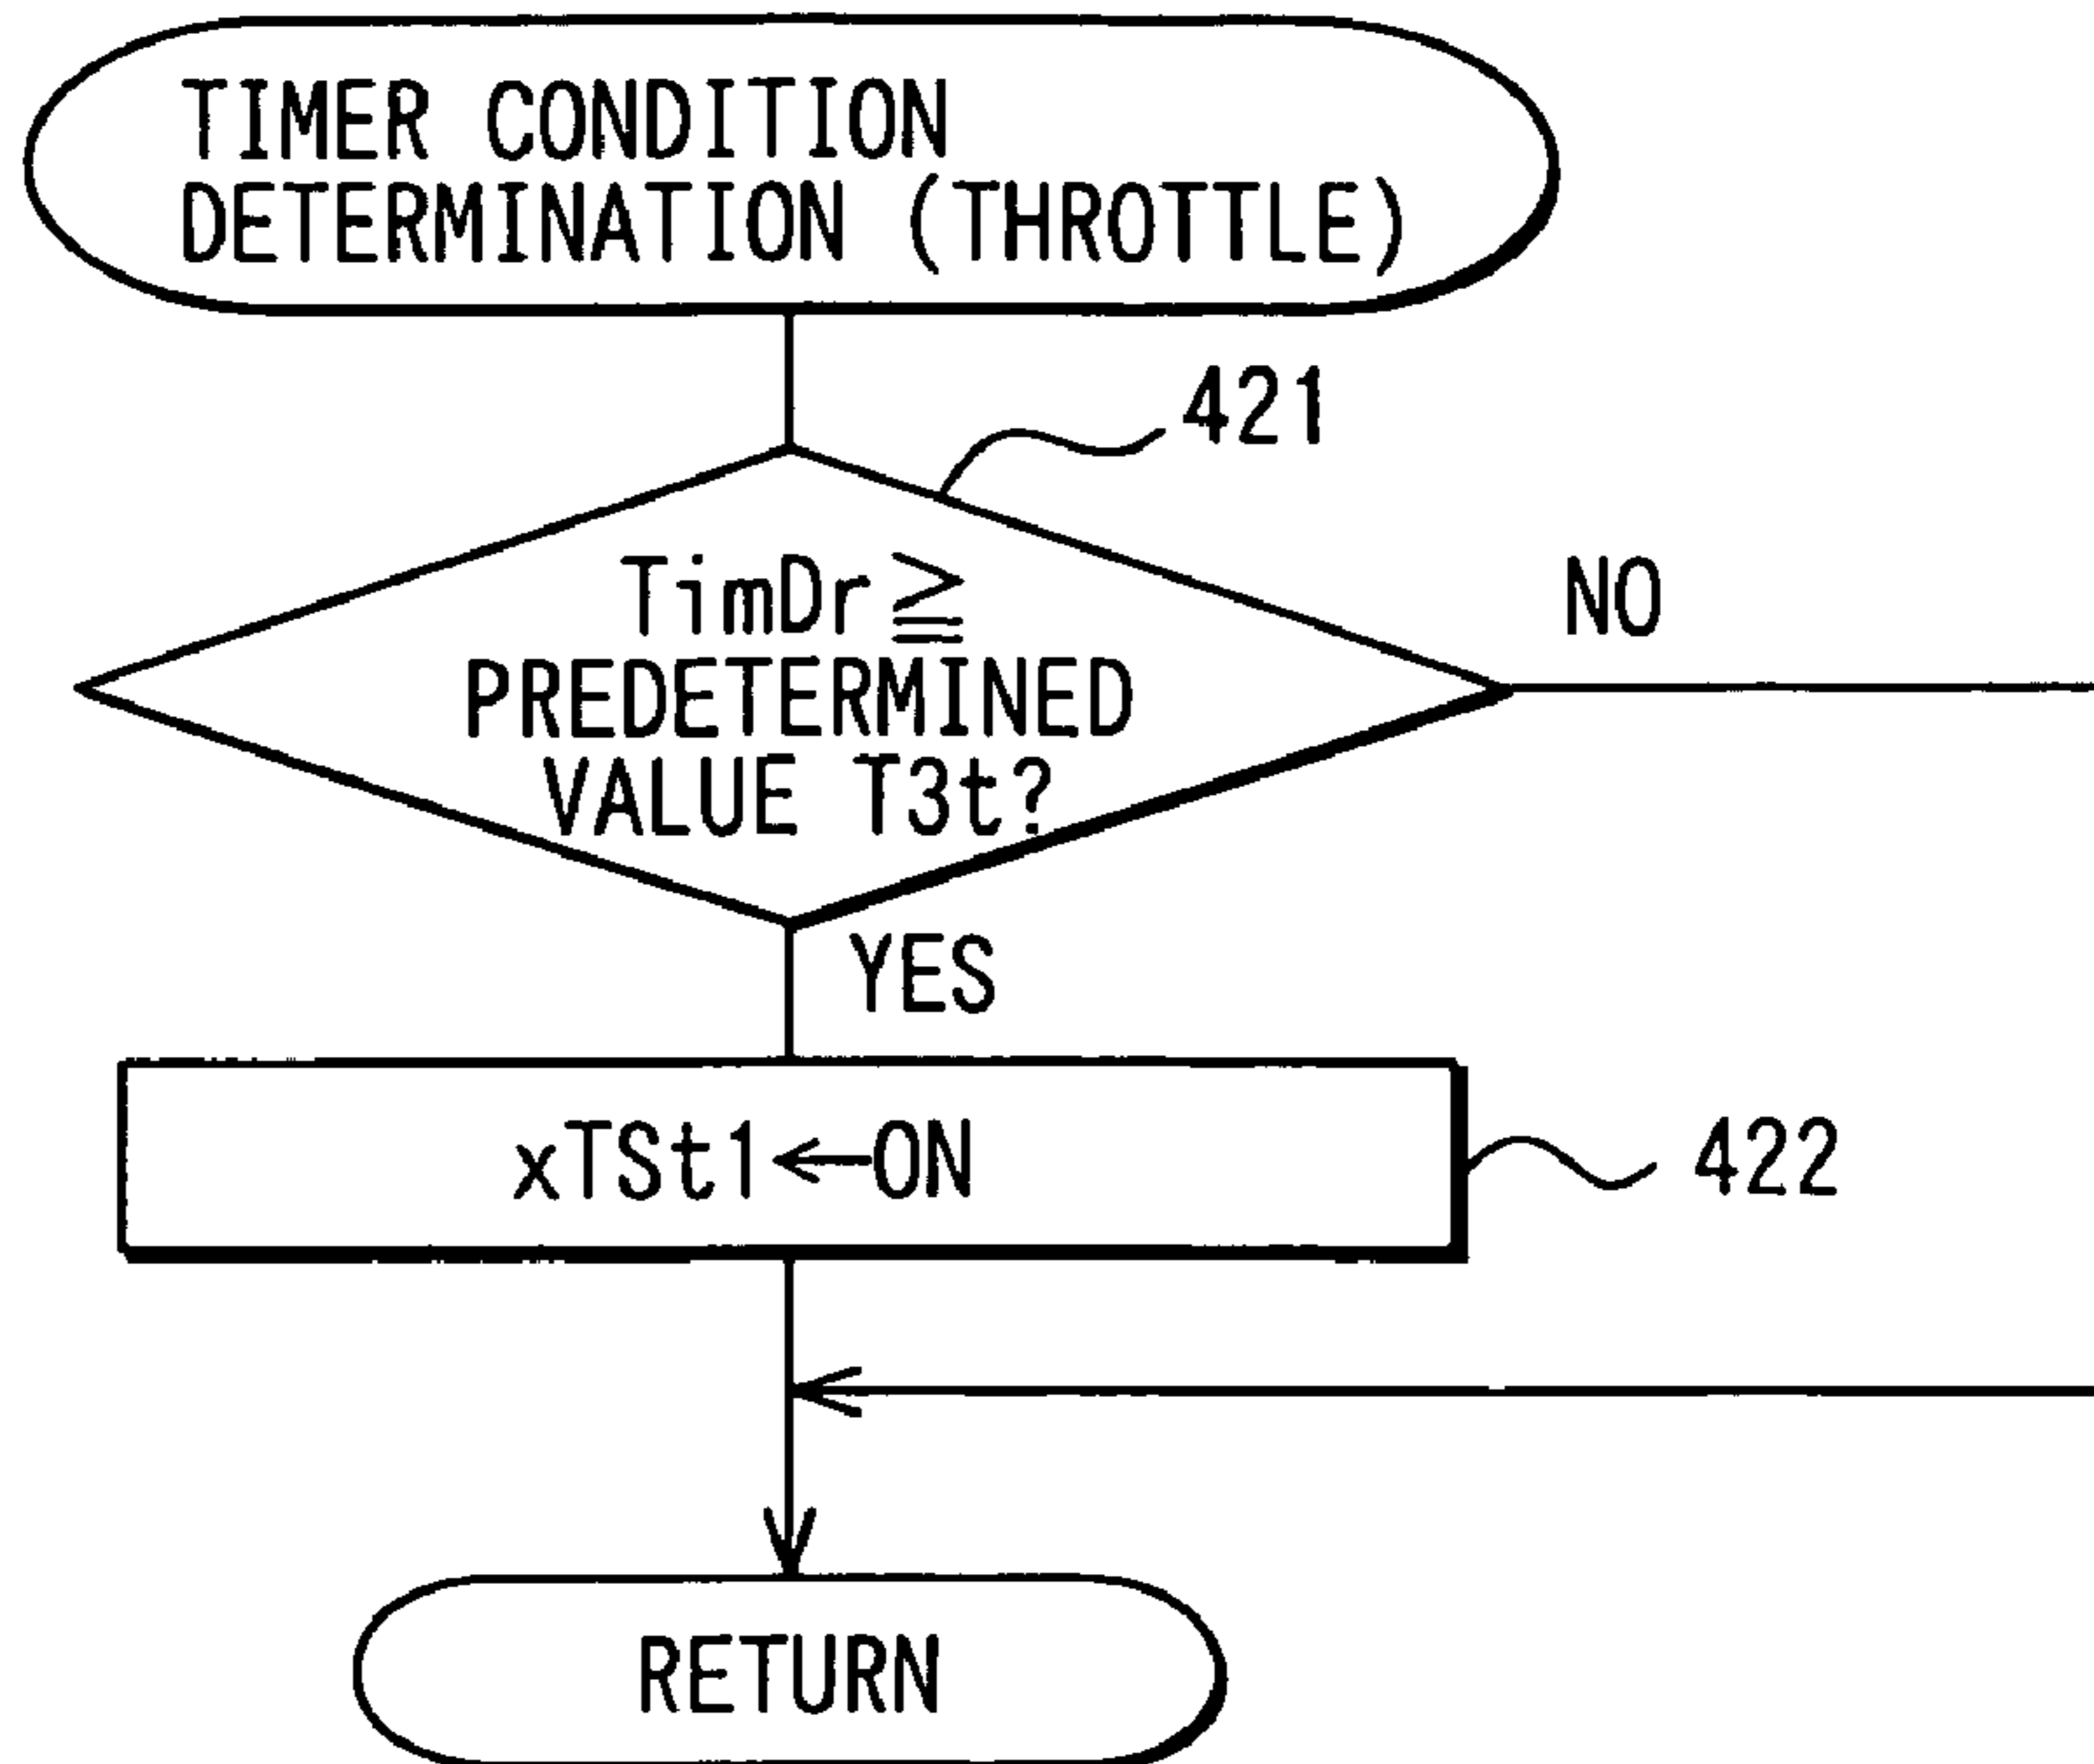 TIMER CONDITION
DETERMINATION (THROTTLE)
421
TimDr≧
PREDETERMINED
VALUE T3t?
NO
YES
xTSt1←ON
422
RETURN